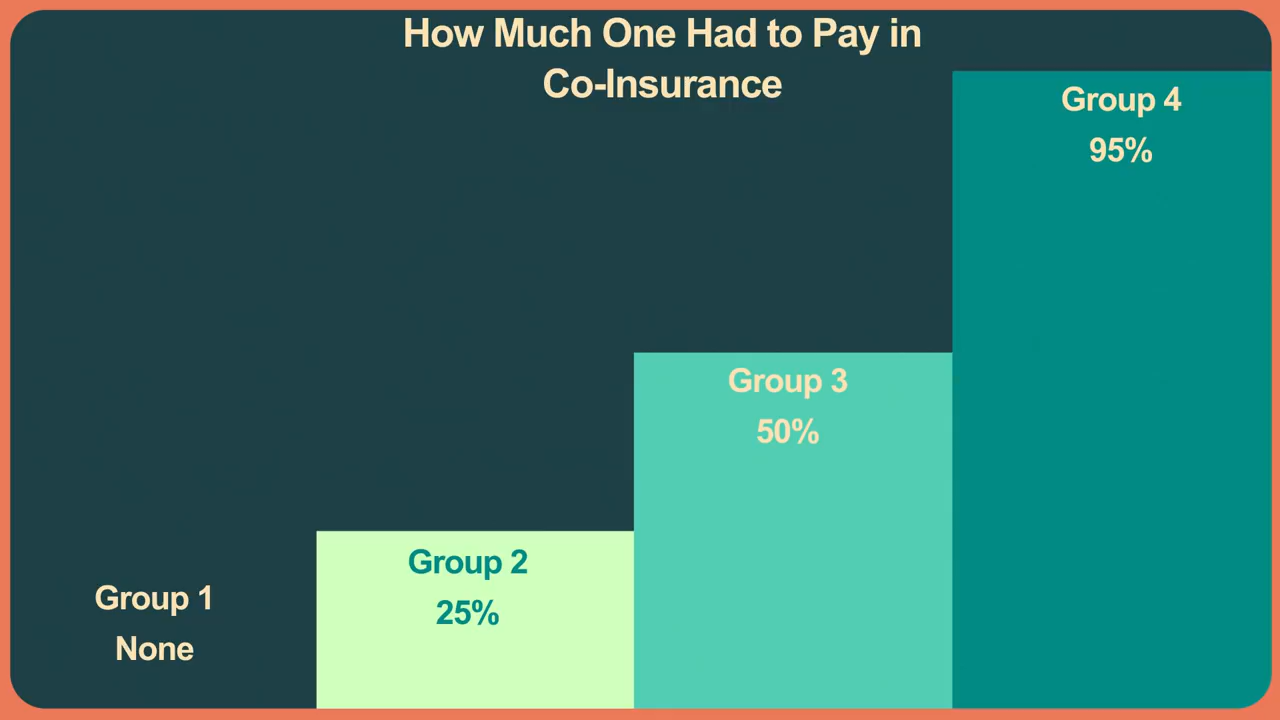 How Much One Had to Pay in
Co-Insurance
Group 1
None
Group 2
25%
Group 3
50%
Group 4
95%